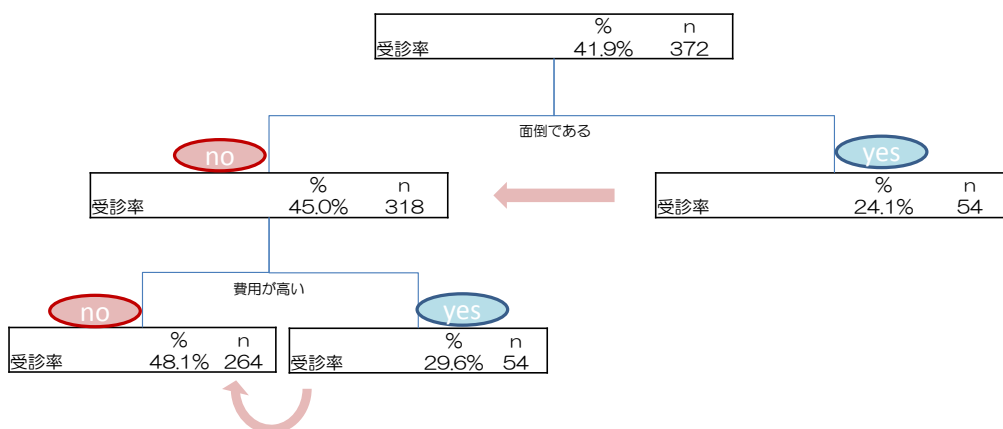 % n
受診率 41.9% 372
面倒である
no
yes
% n
受診率 45.0% 318
% n
受診率 24.1% 54
費用が高い
no
yes
% n
受診率 48.1% 264
% n
受診率 29.6% 54